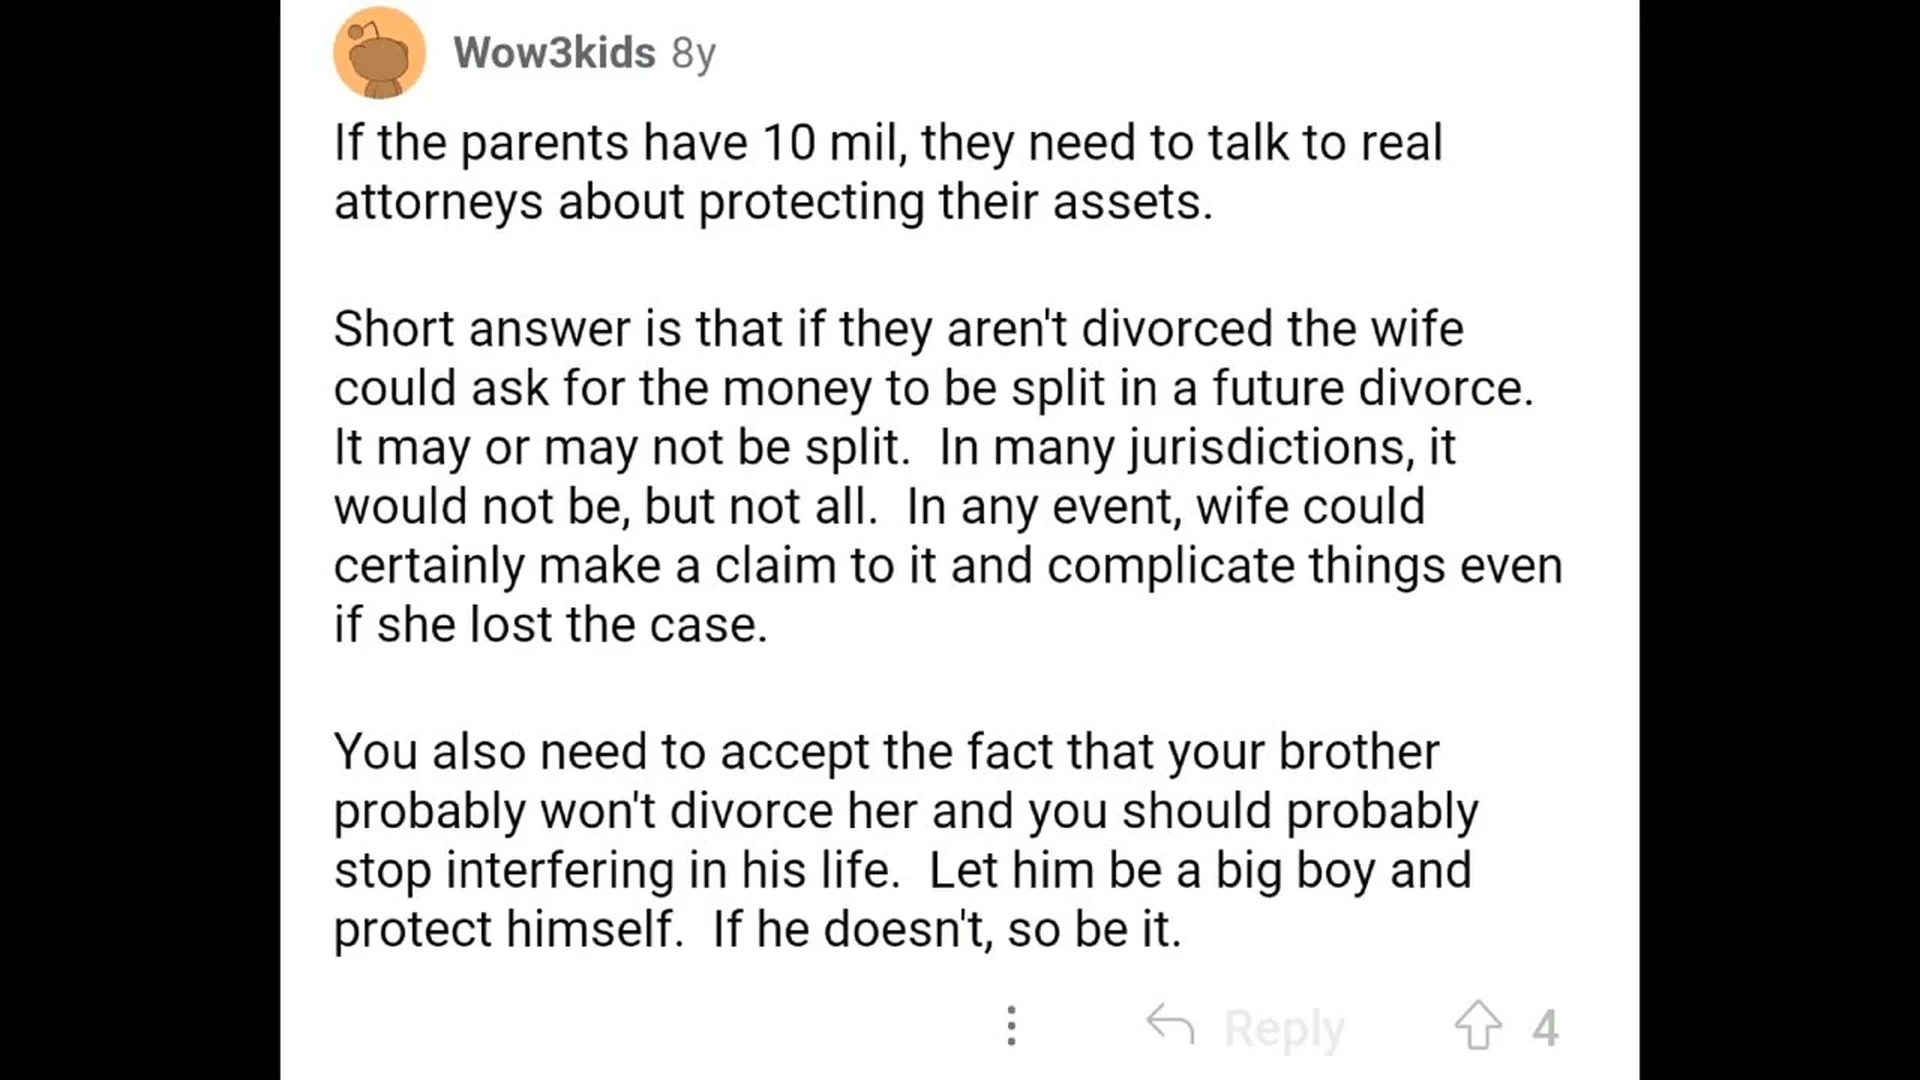 Wow3kids 8y
If the parents have 10 mil, they need to talk to real
attorneys about protecting their assets.
Short answer is that if they aren't divorced the wife
could ask for the money to be split in a future divorce.
It may or may not be split.  In many jurisdictions, it
would not be, but not all.  In any event, wife could
certainly make a claim to it and complicate things even
if she lost the case.
You also need to accept the fact that your brother
probably won't divorce her and you should probably
stop interfering in his life.  Let him be a big boy and
protect himself.  If he doesn't, so be it.
Reply 4